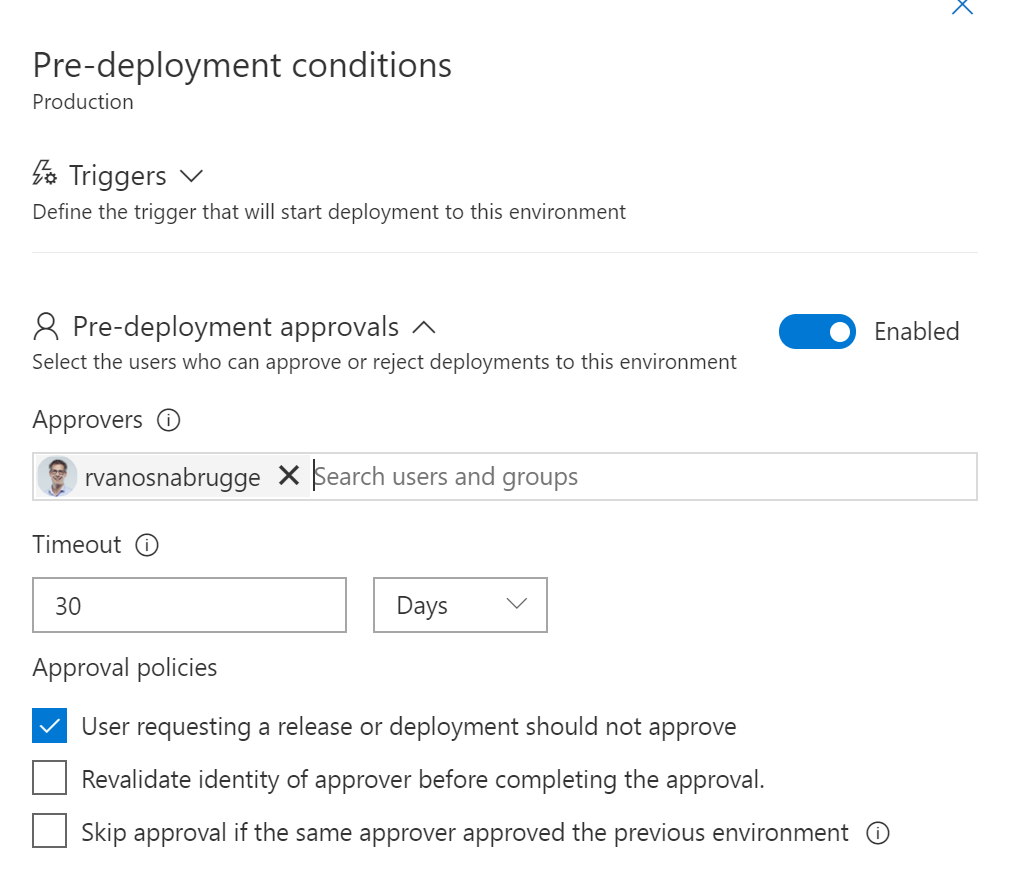 Pre-deployment conditions
Production
Triggers
Define the trigger that will start deployment to this environment
Pre-deployment approvals
Enabled
Select the users who can approve or reject deployments to this environment
Approvers
rvanosnabrugge Search users and groups
Timeout
30 Days
Approval policies
User requesting a release or deployment should not approve
Revalidate identity of approver before completing the approval.
Skip approval if the same approver approved the previous environment